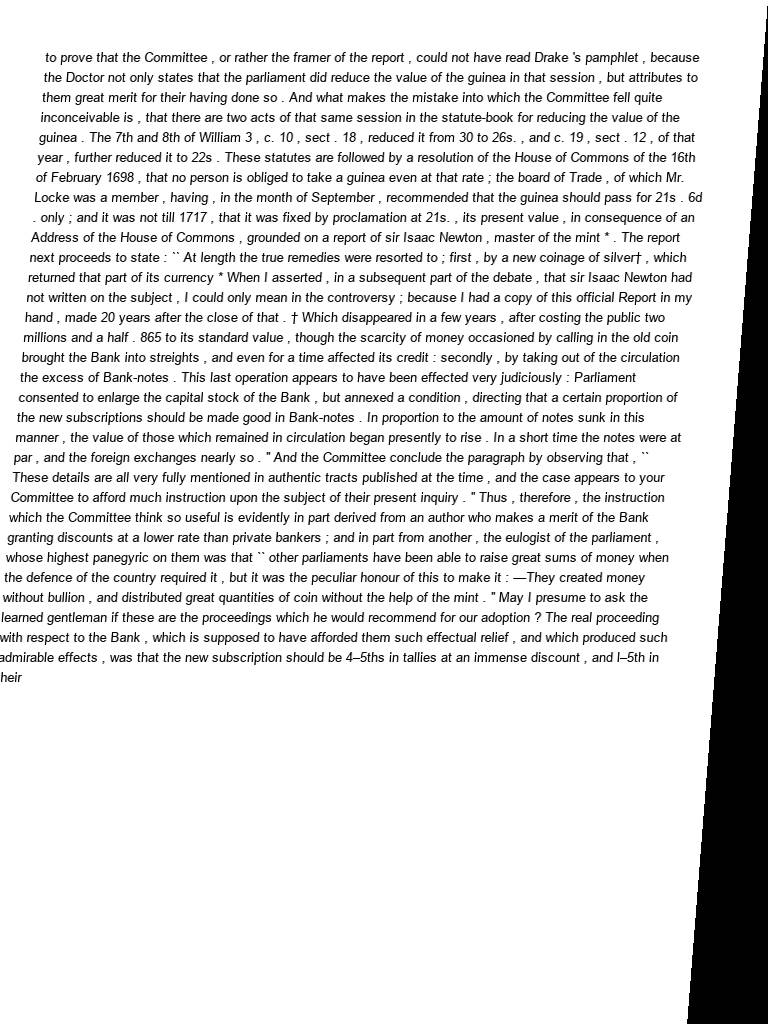 to prove that the Committee , or rather the framer of the report , could not have read Drake 's pamphlet , because
the Doctor not only states that the parliament did reduce the value of the guinea in that session , but attributes to
them great merit for their having done so . And what makes the mistake into which the Committee fell quite
inconceivable is , that there are two acts of that same session in the statute-book for reducing the value of the
guinea . The 7th and 8th of William 3 , c. 10 , sect . 18 , reduced it from 30 to 26s. , and c. 19 , sect . 12 , of that
year , further reduced it to 22s . These statutes are followed by a resolution of the House of Commons of the 16th
of February 1698 , that no person is obliged to take a guinea even at that rate ; the board of Trade , of which Mr.
Locke was a member , having , in the month of September , recommended that the guinea should pass for 21s . 6d
. only ; and it was not till 1717 , that it was fixed by proclamation at 21s. , its present value , in consequence of an
Address of the House of Commons , grounded on a report of sir Isaac Newton , master of the mint * . The report
next proceeds to state : `` At length the true remedies were resorted to ; first , by a new coinage of silver† , which
returned that part of its currency * When I asserted , in a subsequent part of the debate , that sir Isaac Newton had
not written on the subject , I could only mean in the controversy ; because I had a copy of this official Report in my
hand , made 20 years after the close of that . † Which disappeared in a few years , after costing the public two
millions and a half . 865 to its standard value , though the scarcity of money occasioned by calling in the old coin
brought the Bank into streights , and even for a time affected its credit : secondly , by taking out of the circulation
the excess of Bank-notes . This last operation appears to have been effected very judiciously : Parliament
consented to enlarge the capital stock of the Bank , but annexed a condition , directing that a certain proportion of
the new subscriptions should be made good in Bank-notes . In proportion to the amount of notes sunk in this
manner , the value of those which remained in circulation began presently to rise . In a short time the notes were at
par , and the foreign exchanges nearly so . " And the Committee conclude the paragraph by observing that , ``
These details are all very fully mentioned in authentic tracts published at the time , and the case appears to your
Committee to afford much instruction upon the subject of their present inquiry . " Thus , therefore , the instruction
which the Committee think so useful is evidently in part derived from an author who makes a merit of the Bank
granting discounts at a lower rate than private bankers ; and in part from another , the eulogist of the parliament ,
whose highest panegyric on them was that `` other parliaments have been able to raise great sums of money when
the defence of the country required it , but it was the peculiar honour of this to make it : —They created money
without bullion , and distributed great quantities of coin without the help of the mint . " May I presume to ask the
learned gentleman if these are the proceedings which he would recommend for our adoption ? The real proceeding
with respect to the Bank , which is supposed to have afforded them such effectual relief , and which produced such
admirable effects , was that the new subscription should be 4–5ths in tallies at an immense discount , and I–5th in
heir